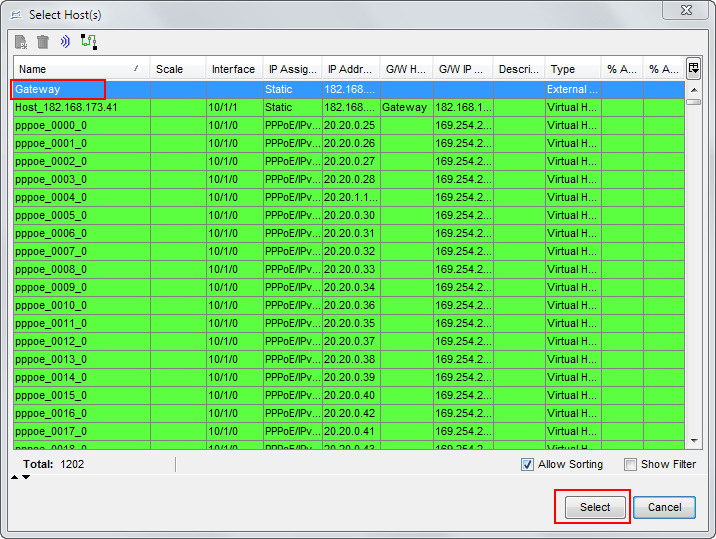 Select Host(s)
Name / Scale Interface IP Assig... IP Addr... G/W H... G/W IP ... Descri... Type % A... % A...
Gateway Static 182.168.... External ...
Host_182.168.173.41 10/1/1 Static 182.168.... Gateway 182.168.1... Virtual H...
pppoe_0000_0 10/1/0 PPPoE/IPv... 20.20.0.25 169.254.2... Virtual H...
pppoe_0001_0 10/1/0 PPPoE/IPv... 20.20.0.26 169.254.2... Virtual H...
pppoe_0002_0 10/1/0 PPPoE/IPv... 20.20.0.27 169.254.2... Virtual H...
pppoe_0003_0 10/1/0 PPPoE/IPv... 20.20.0.28 169.254.2... Virtual H...
pppoe_0004_0 10/1/0 PPPoE/IPv... 20.20.1.1... 169.254.2... Virtual H...
pppoe_0005_0 10/1/0 PPPoE/IPv... 20.20.0.30 169.254.2... Virtual H...
pppoe_0006_0 10/1/0 PPPoE/IPv... 20.20.0.31 169.254.2... Virtual H...
pppoe_0007_0 10/1/0 PPPoE/IPv... 20.20.0.32 169.254.2... Virtual H...
pppoe_0008_0 10/1/0 PPPoE/IPv... 20.20.0.33 169.254.2... Virtual H...
pppoe_0009_0 10/1/0 PPPoE/IPv... 20.20.0.34 169.254.2... Virtual H...
pppoe_0010_0 10/1/0 PPPoE/IPv... 20.20.0.36 169.254.2... Virtual H...
pppoe_0011_0 10/1/0 PPPoE/IPv... 20.20.0.35 169.254.2... Virtual H...
pppoe_0012_0 10/1/0 PPPoE/IPv... 20.20.0.37 169.254.2... Virtual H...
pppoe_0013_0 10/1/0 PPPoE/IPv... 20.20.0.38 169.254.2... Virtual H...
pppoe_0014_0 10/1/0 PPPoE/IPv... 20.20.0.39 169.254.2... Virtual H...
pppoe_0015_0 10/1/0 PPPoE/IPv... 20.20.0.40 169.254.2... Virtual H...
pppoe_0016_0 10/1/0 PPPoE/IPv... 20.20.0.42 169.254.2... Virtual H...
pppoe_0017_0 10/1/0 PPPoE/IPv... 20.20.0.41 169.254.2... Virtual H...
pppoe_0018_0 10/1/0 PPPoE/IPv... 20.20.0.43 169.254.2... Virtual H...
Total: 1202 Allow Sorting Show Filter
Select Cancel